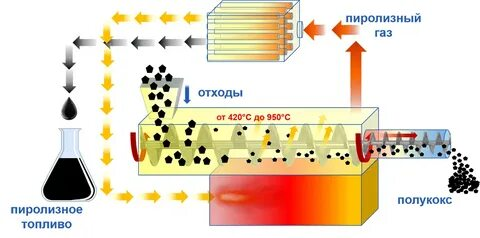 пиролизный
газ
отходы
от 420°С до 950°С
пиролизное
топливо
полукокс